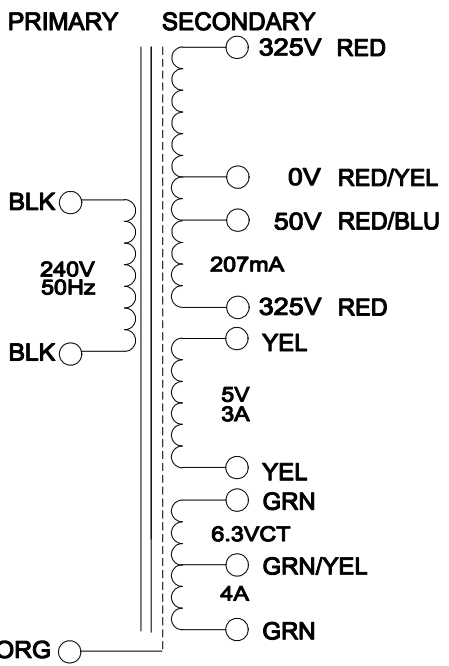 PRIMARY SECONDARY
325V RED
0V RED/YEL
BLK
50V RED/BLU
240V
50Hz
207mA
325V RED
YEL
BLK
5V
3A
YEL
GRN
6.3VCT
GRN/YEL
4A
GRN
ORG